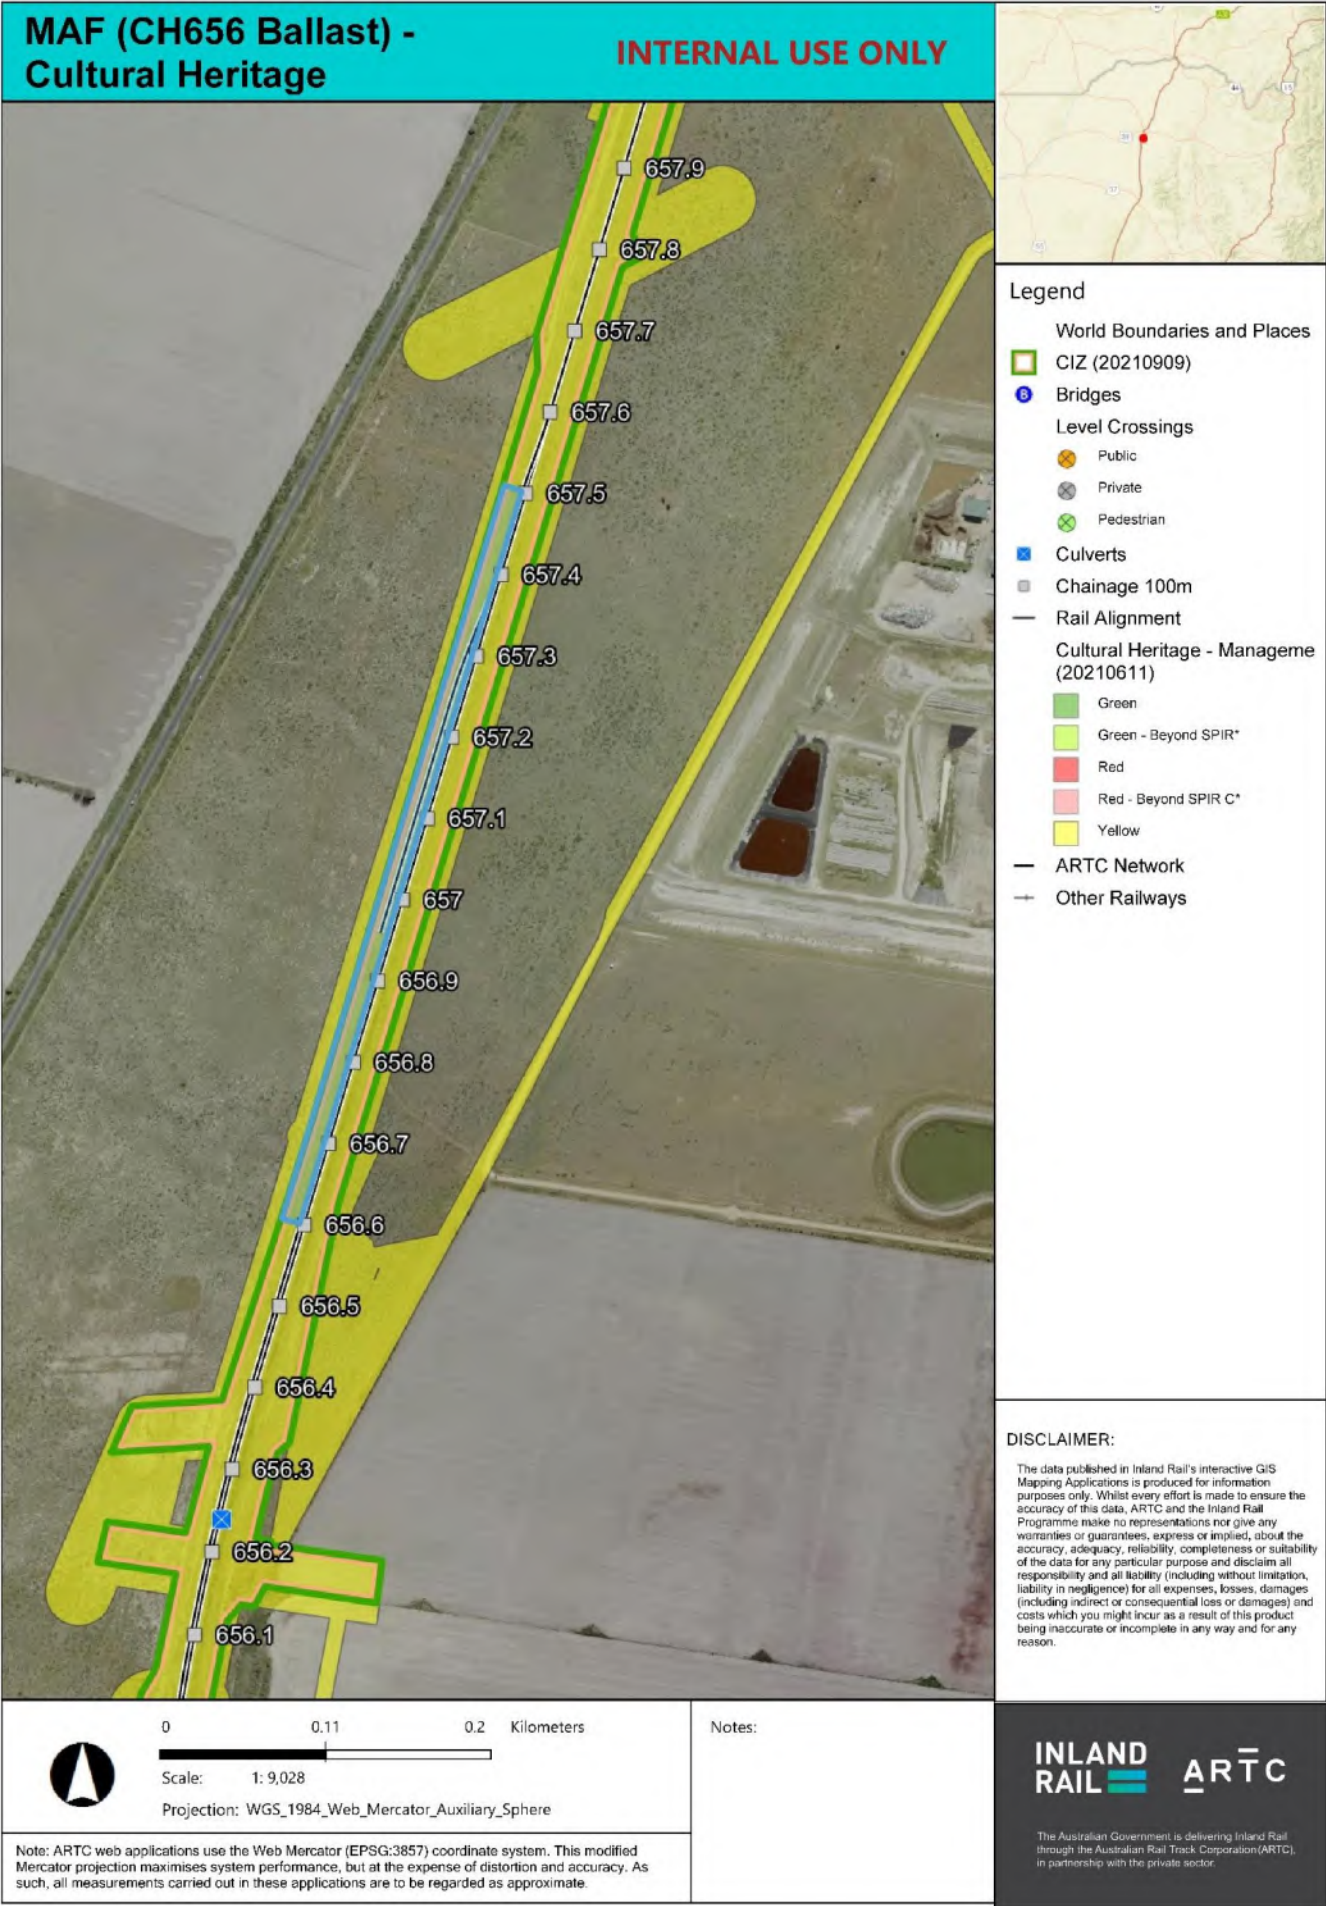 MAF (CH656 Ballast) -
Cultural Heritage
INTERNAL USE ONLY
657.9
657.8
657.7
657.6
657.5
657.4
657.3
657.2
657.1
657
656.9
656.8
656.7
656.6
656.5
656.4
656.3
656.2
656.1
Legend
World Boundaries and Places
CIZ (20210909)
B
Bridges
Level Crossings
Public
Private
Pedestrian
Culverts
Chainage 100m
Rail Alignment
Cultural Heritage - Manageme
(20210611)
Green
Green - Beyond SPIR*
Red
Red - Beyond SPIR C*
Yellow
ARTC Network
Other Railways
DISCLAIMER:
The data published in Inland Rail's interactive GIS
Mapping Applications is produced for information
purposes only. Whilst every effort is made to ensure the
accuracy of this data, ARTC and the Inland Rail
Programme make no representations nor give any
warranties or guarantees, express or implied, about the
accuracy, adequacy, reliability, completeness or suitability
of the data for any particular purpose and disclaim all
responsibility and all liability (including without limitation,
liability in negligence) for all expenses, losses, damages
(including indirect or consequential loss or damages) and
costs which you might incur as a result of this product
being inaccurate or incomplete in any way and for any
reason.
0 0.11 0.2 Kilometers
Scale: 1: 9,028
Projection: WGS_1984_Web_Mercator_Auxiliary_Sphere
Notes:
Note: ARTC web applications use the Web Mercator (EPSG:3857) coordinate system. This modified
Mercator projection maximises system performance, but at the expense of distortion and accuracy. As
such, all measurements carried out in these applications are to be regarded as approximate.
INLAND
RAIL
ARTC
The Australian Government is delivering Inland Rail
through the Australian Rail Track Corporation (ARTC),
in partnership with the private sector.